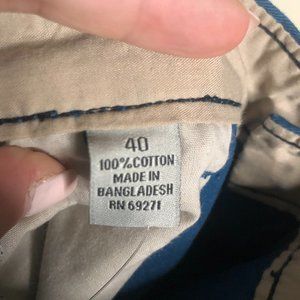 40
100% COTTON
MADE IN
BANGLADESH
RN 69271